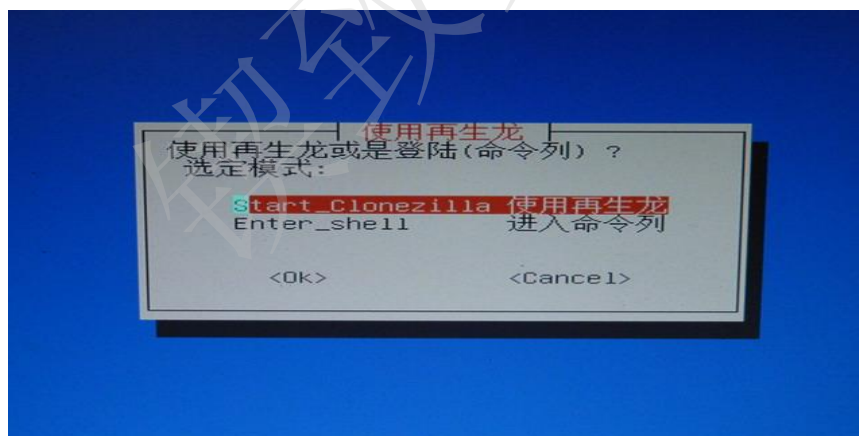 使用再生龙
使用再生龙或是登陆(命令列) ?
选定模式:
Start_Clonezilla 使用再生龙
Enter_shell 进入命令列
<Ok> <Cancel>